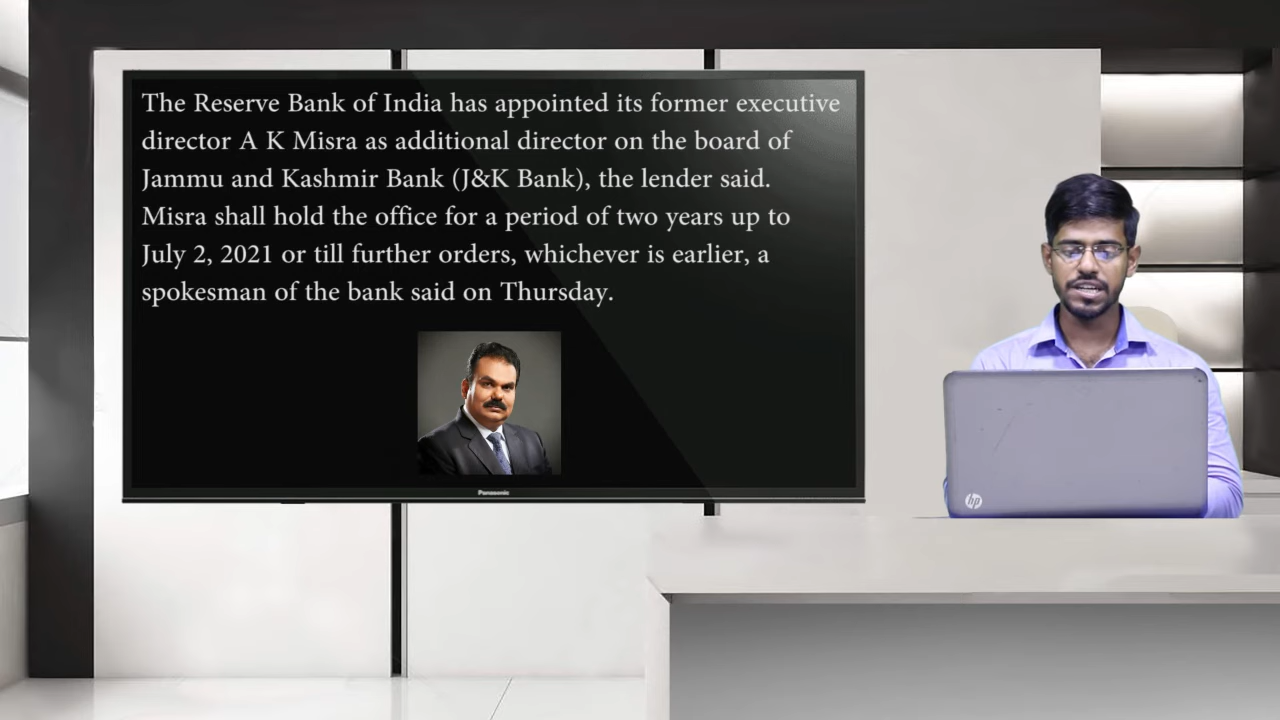 The Reserve Bank of India has appointed its former executive
director A K Misra as additional director on the board of
Jammu and Kashmir Bank (J&K Bank), the lender said.
Misra shall hold the office for a period of two years up to
July 2, 2021 or till further orders, whichever is earlier, a
spokesman of the bank said on Thursday.
Panasonic
hp